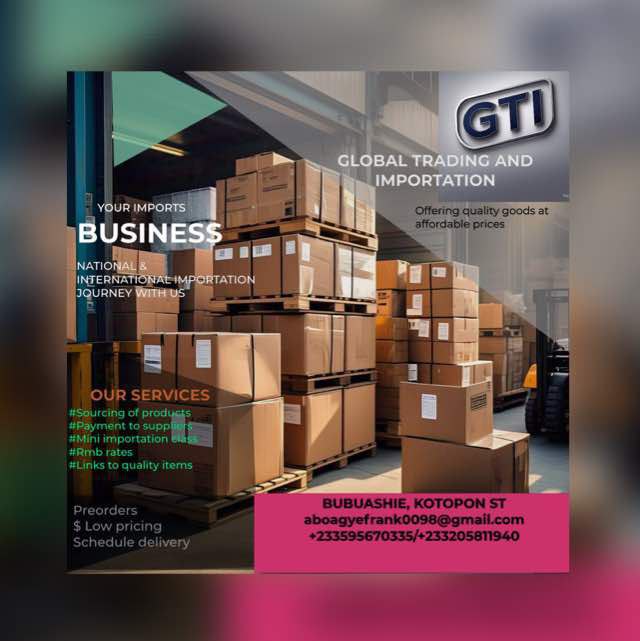 GTI
GLOBAL TRADING AND
IMPORTATION
Offering quality goods at
affordable prices
YOUR IMPORTS
BUSINESS
NATIONAL &
INTERNATIONAL IMPORTATION
JOURNEY WITH US
OUR SERVICES
#Sourcing of products
#Payment to suppliers
#Mini importation class
#Rmb rates
#Links to quality items
Preorders
$ Low pricing
Schedule delivery
BUBUASHIE, KOTOPON ST
aboagyefrank0098@gmail.com
+233595670335/+233205811940